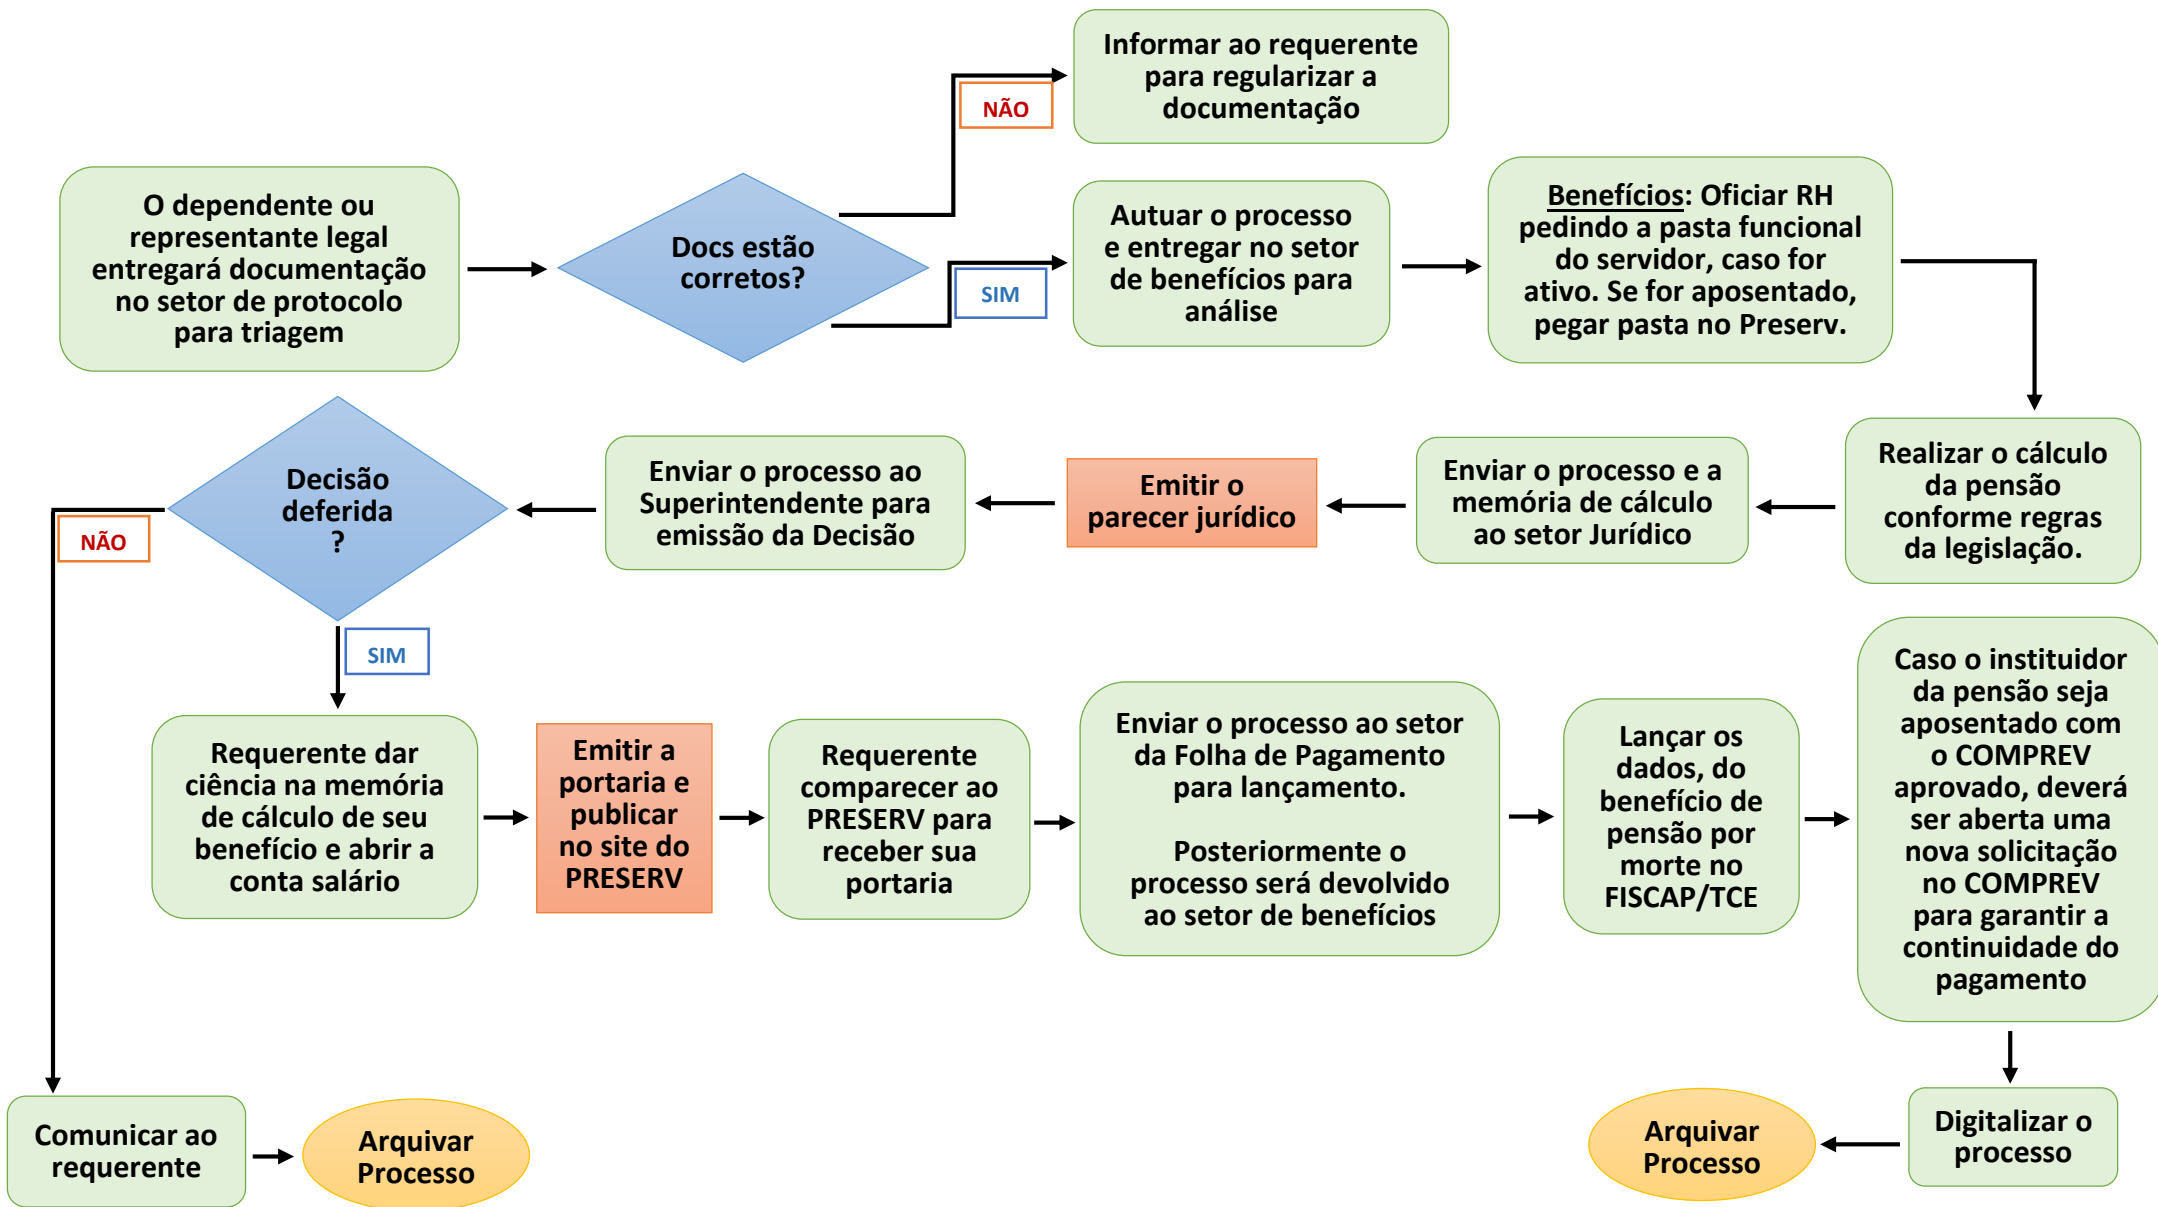 Informar ao requerente
para regularizar a
documentação
NÃO
O dependente ou
representante legal
entregará documentação
no setor de protocolo
para triagem
Docs estão
corretos?
SIM
Autuar o processo
e entregar no setor
de benefícios para
análise
Benefícios: Oficiar RH
pedindo a pasta funcional
do servidor, caso for
ativo. Se for aposentado,
pegar pasta no Preserv.
Realizar o cálculo
da pensão
conforme regras
da legislação.
Enviar o processo e a
memória de cálculo
ao setor Jurídico
Emitir o
parecer jurídico
Enviar o processo ao
Superintendente para
emissão da Decisão
Decisão
deferida
?
NÃO
SIM
Requerente dar
ciência na memória
de cálculo de seu
benefício e abrir a
conta salário
Emitir a
portaria e
publicar
no site do
PRESERV
Requerente
comparecer ao
PRESERV para
receber sua
portaria
Enviar o processo ao setor
da Folha de Pagamento
para lançamento.
Posteriormente o
processo será devolvido
ao setor de benefícios
Lançar os
dados, do
benefício de
pensão por
morte no
FISCAP/TCE
Caso o instituidor
da pensão seja
aposentado com
o COMPREV
aprovado, deverá
ser aberta uma
nova solicitação
no COMPREV
para garantir a
continuidade do
pagamento
Digitalizar o
processo
Arquivar
Processo
Comunicar ao
requerente
Arquivar
Processo